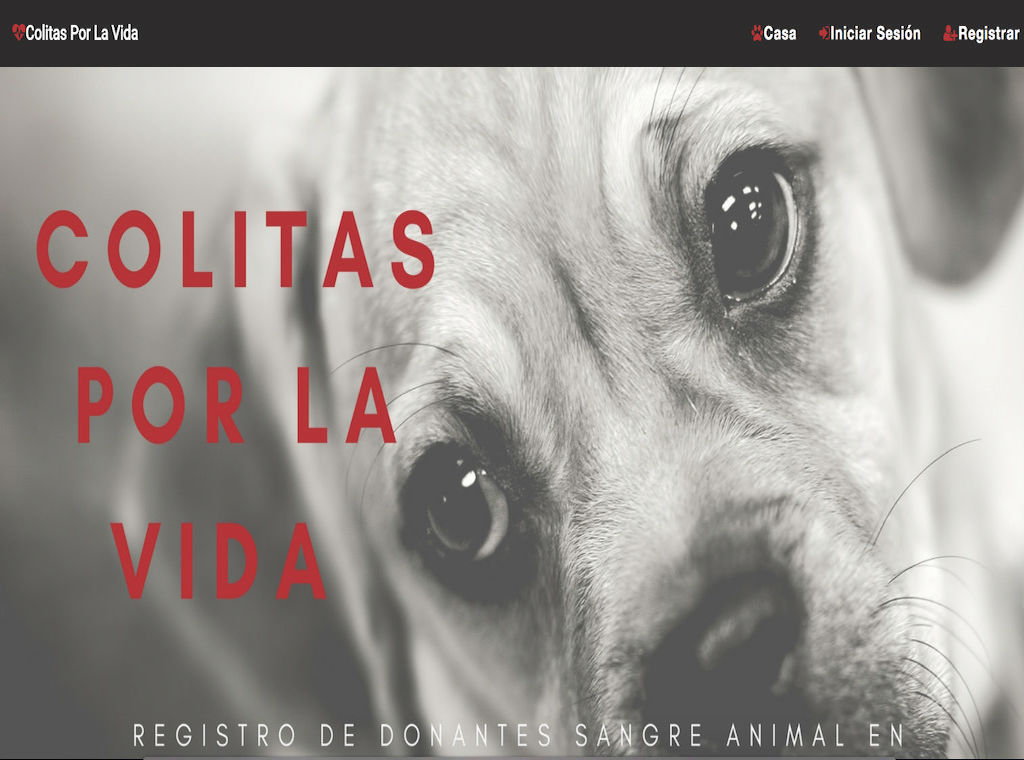 Colitas Por La Vida
Casa
Iniciar Sesión
Registrar
COLITAS
POR LA
VIDA
REGISTRO DE DONANTES SANGRE ANIMAL EN